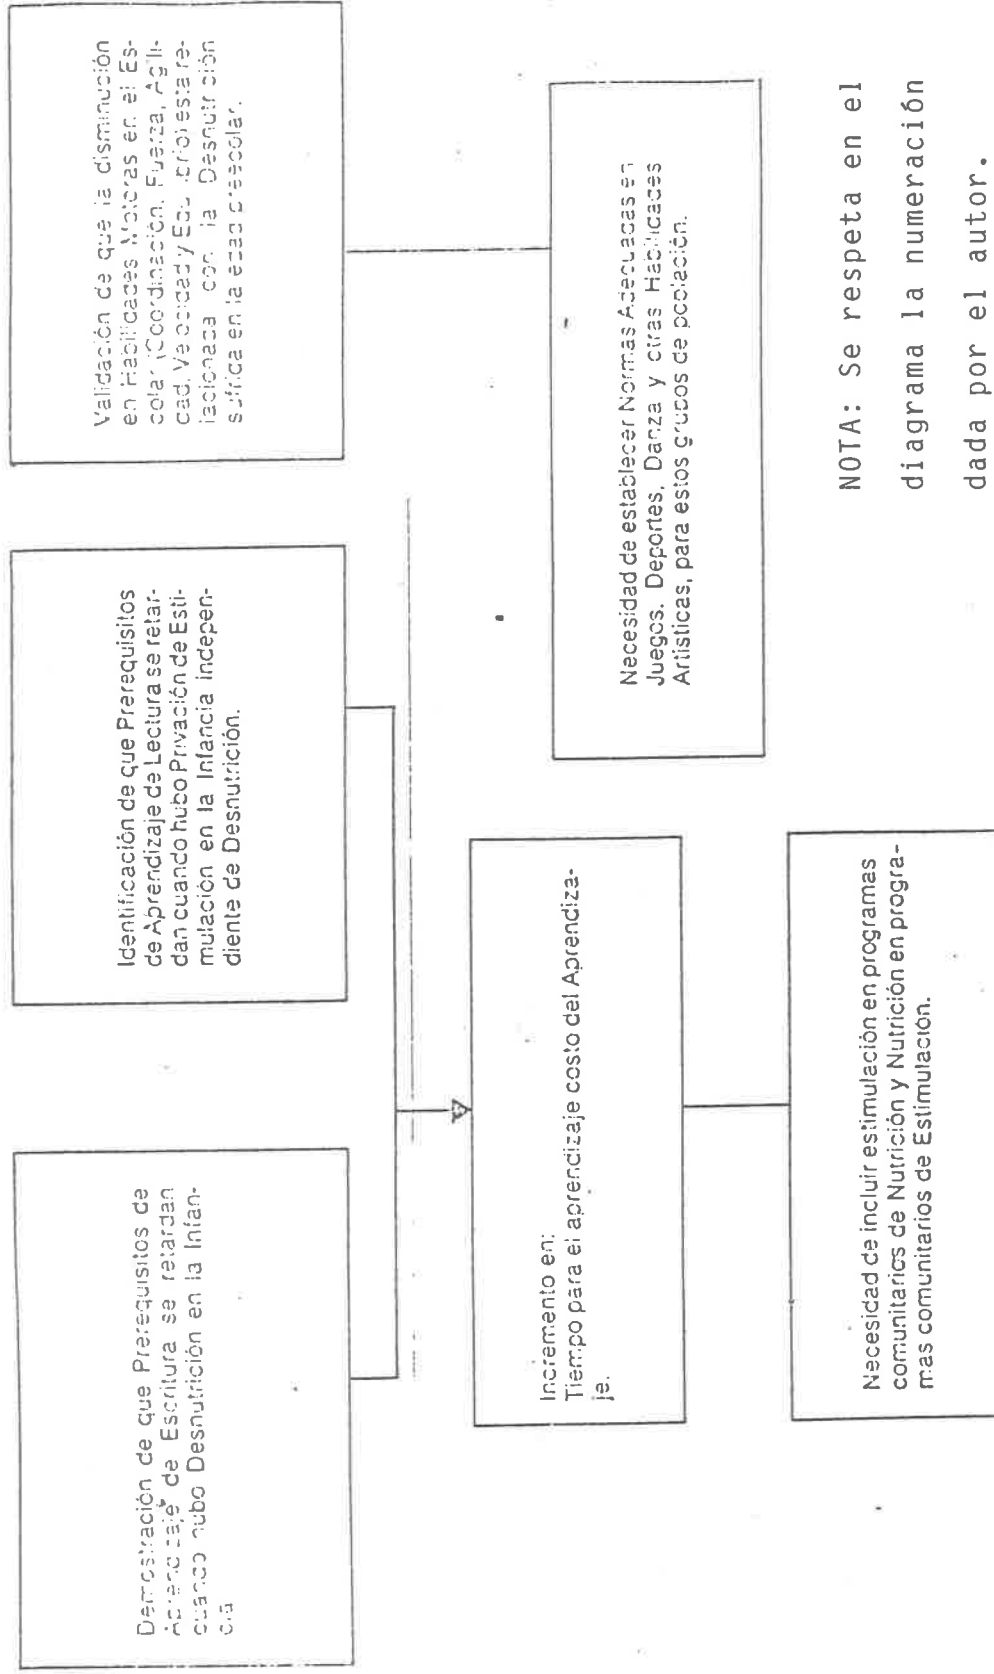 Demostración de que Prerequisitos de
Aprendizaje de Escritura se retardan
cuando hubo Desnutrición en la Infan-
cia
Identificación de que Prerequisitos
de Aprendizaje de Lectura se retar-
dan cuando hubo Privación de Esti-
mulación en la Infancia indepen-
diente de Desnutrición.
Validación de que la disminución
en Habilidades Motoras en el Es-
colar (Coordinación, Fuerza, Agili-
dad, Velocidad y Equilibrio) esta re-
lacionada con la Desnutrición
sufrida en la edad preescolar.
Incremento en:
Tiempo para el aprendizaje costo del Aprendiza-
je.
Necesidad de establecer Normas Adecuadas en
Juegos, Deportes, Danza y otras Habilidades
Artísticas, para estos grupos de población.
Necesidad de incluir estimulación en programas
comunitarios de Nutrición y Nutrición en progra-
mas comunitarios de Estimulación.
NOTA: Se respeta en el
diagrama la numeración
dada por el autor.